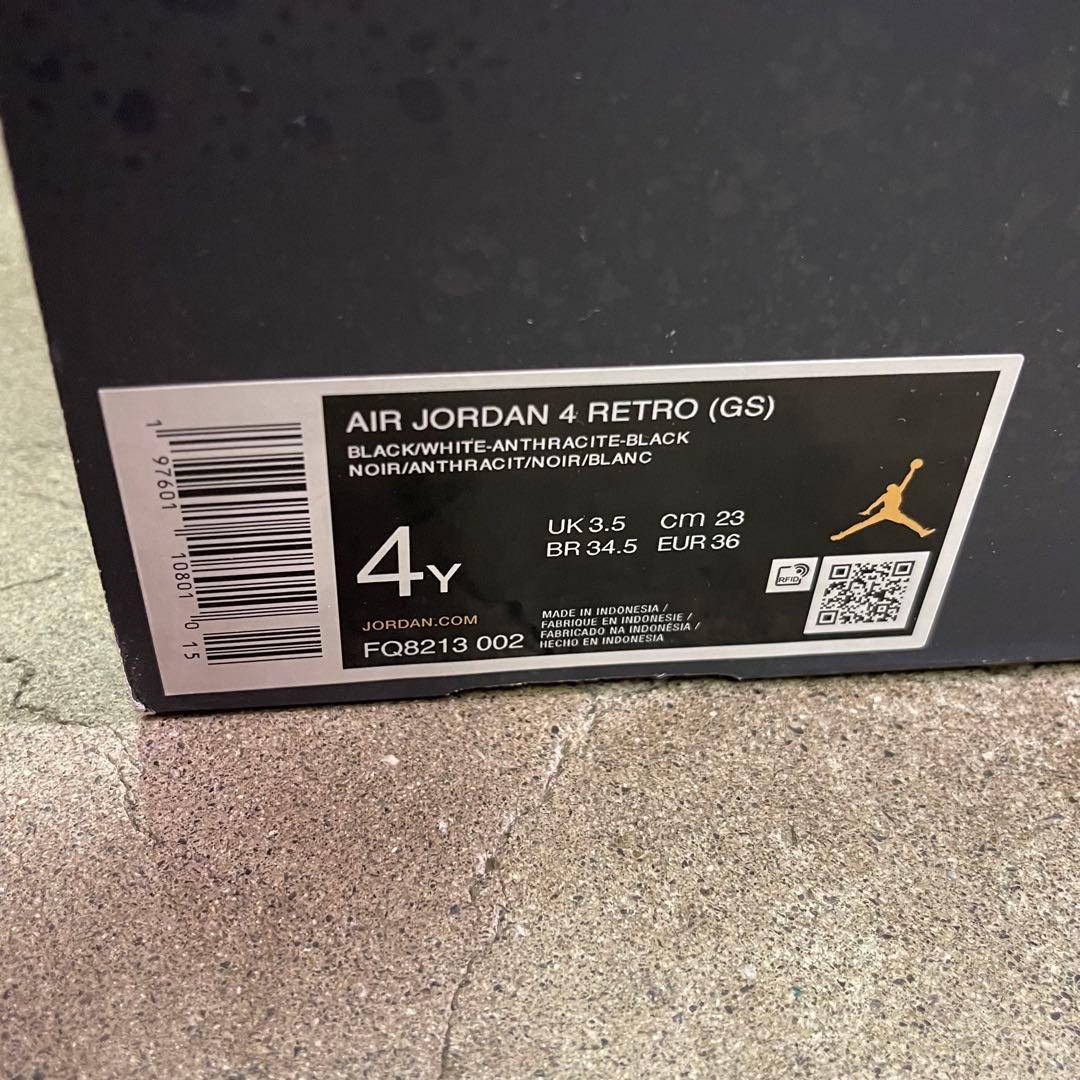 AIR JORDAN 4 RETRO (GS)
BLACK/WHITE-ANTHRACITE-BLACK
NOIR/ANTHRACIT/NOIR/BLANC
4Y
UK 3.5 cm 23
BR 34.5 EUR 36
JORDAN.COM
FQ8213 002
MADE IN INDONESIA /
FABRIQUE EN INDONESIE /
FABRICADO NA INDONÉSIA /
HECHO EN INDONESIA
RFID
1 97601 10801 0 15